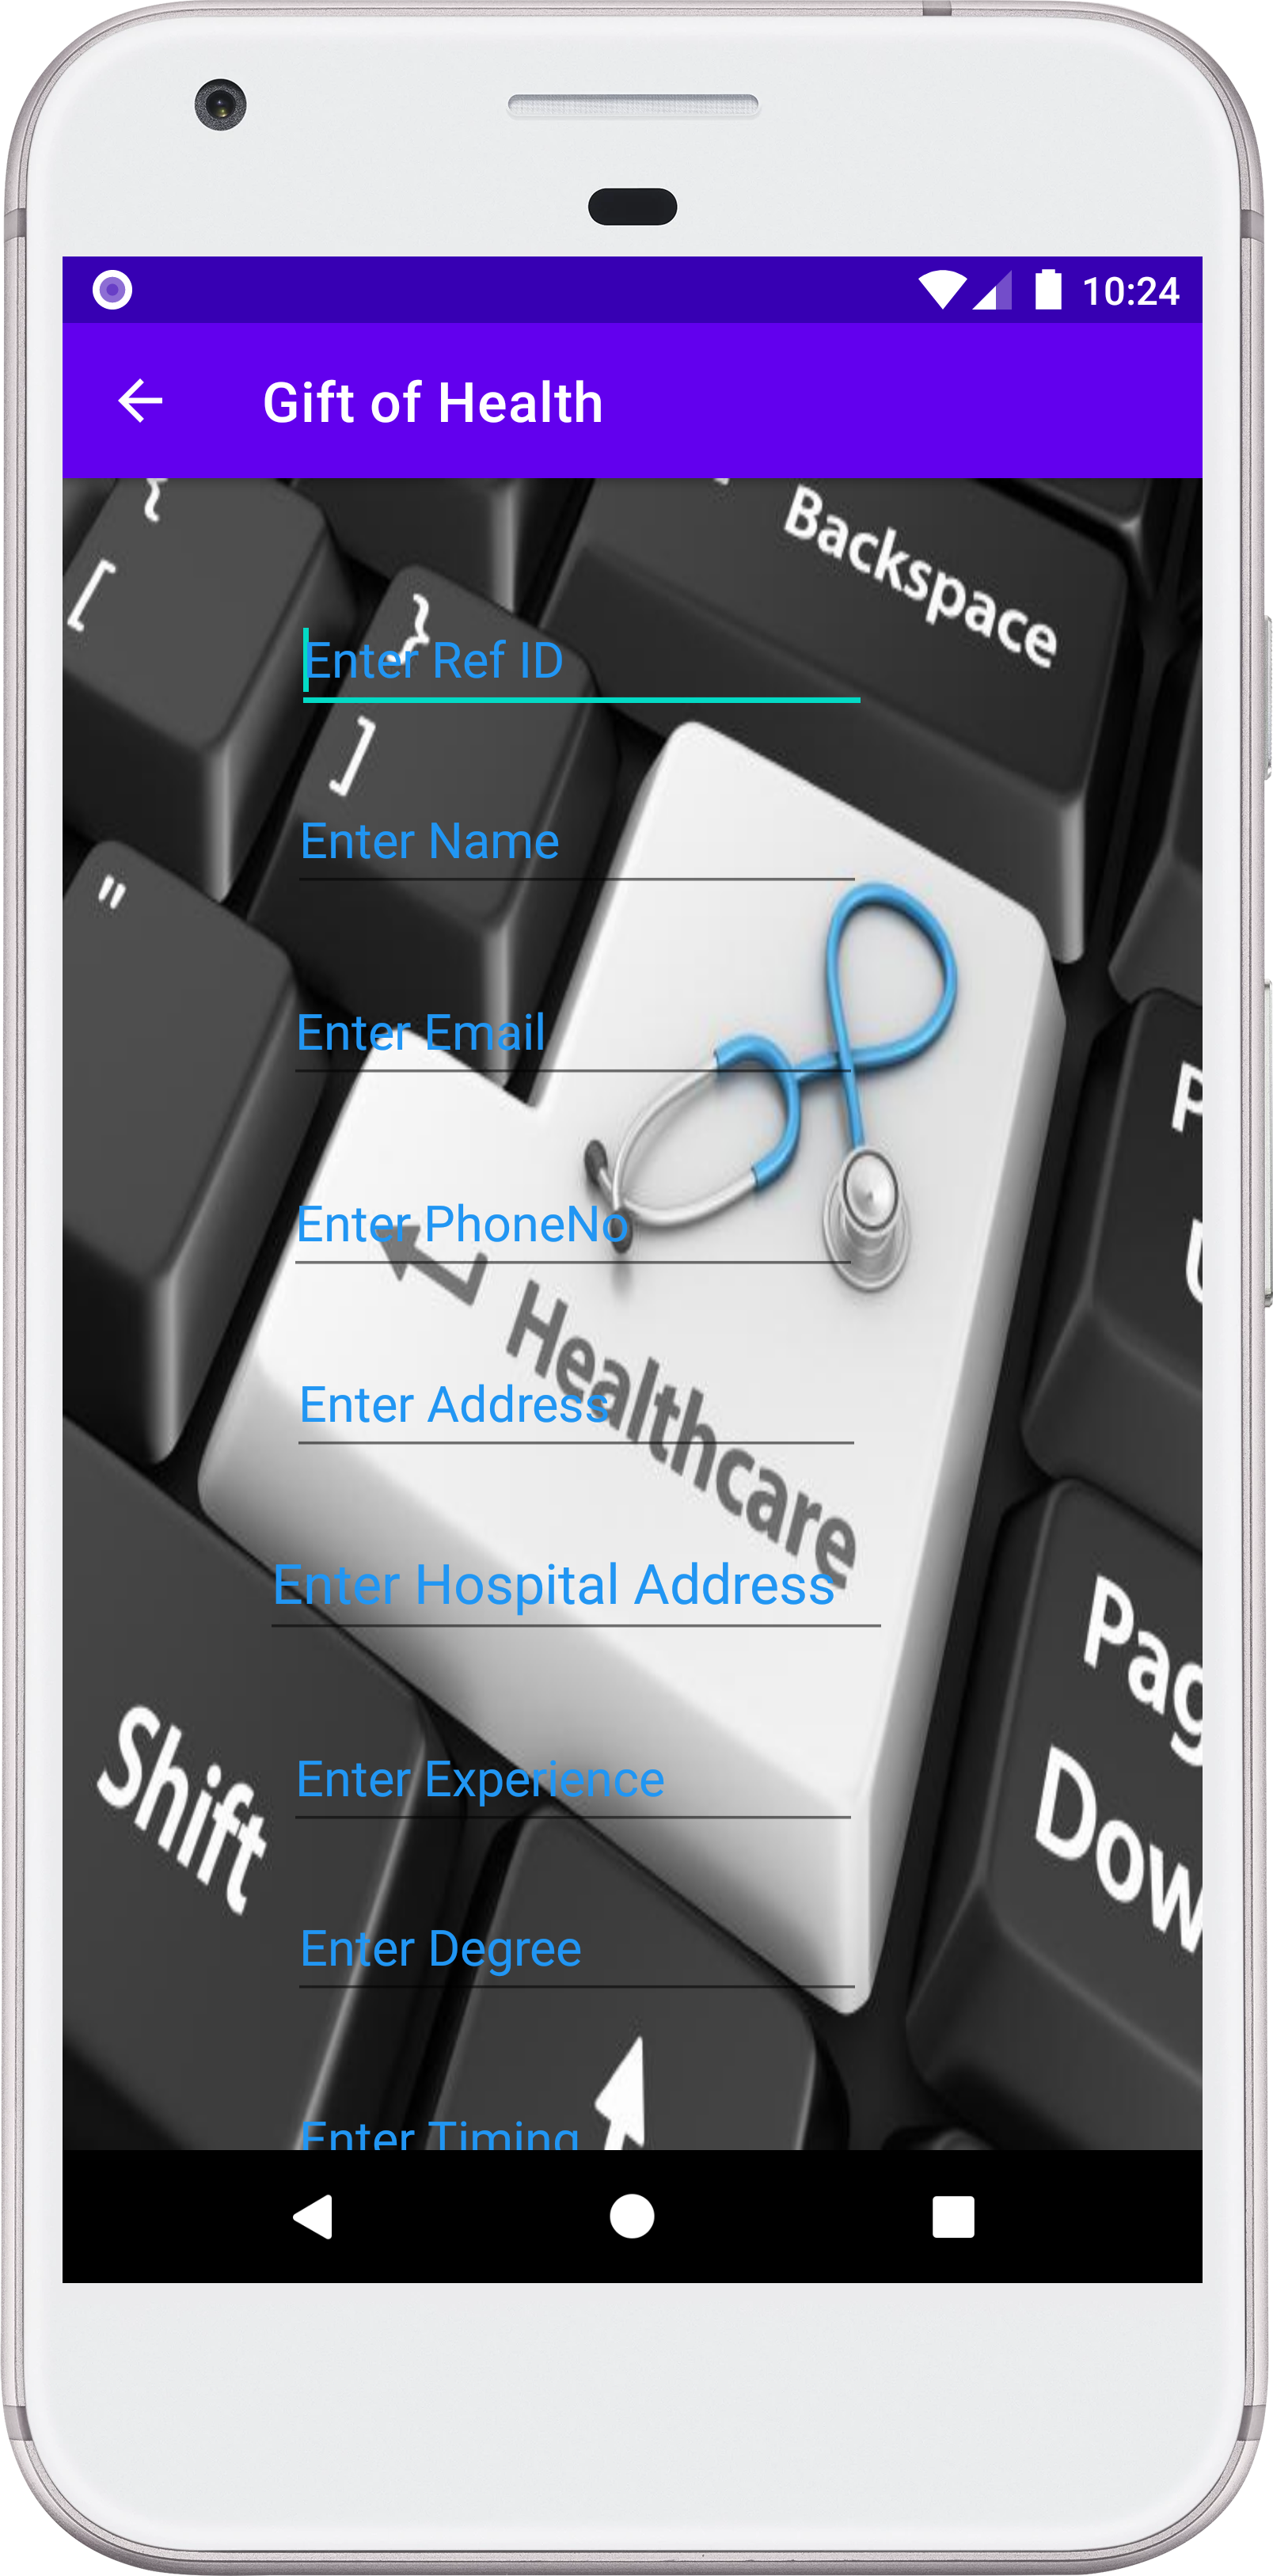 10:24
Gift of Health
{
[
Backspace
}
Enter Ref ID
]
Enter Name
"
Enter Email
P
U
Enter PhoneNo
Healthcare
Enter Address
Enter Hospital Address
Pag
Shift
Enter Experience
Dow
Enter Degree
Enter Timing